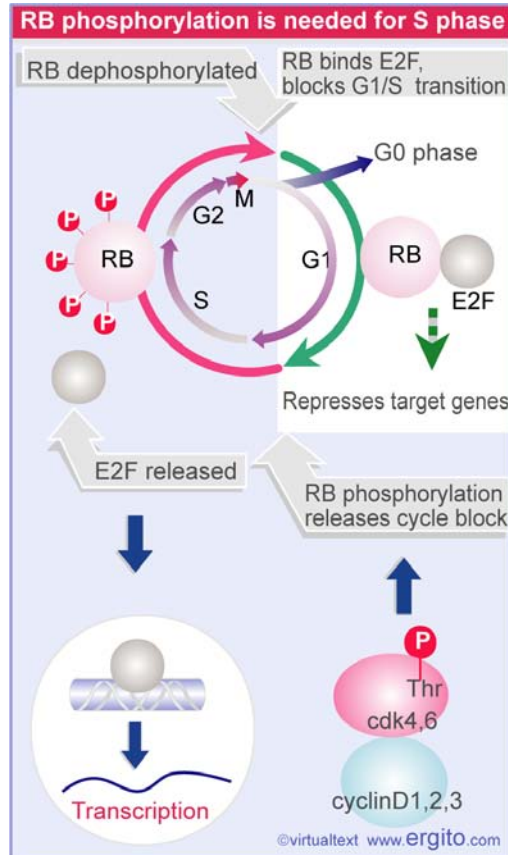 RB phosphorylation is needed for S phase
RB dephosphorylated
RB binds E2F,
blocks G1/S transition
G0 phase
P
P
P
P
P
P
RB
G2
M
S
G1
RB
E2F
Represses target genes
E2F released
RB phosphorylation
releases cycle block
P
Thr
cdk4,6
cyclinD1,2,3
Transcription
©virtualtext www.ergito.com